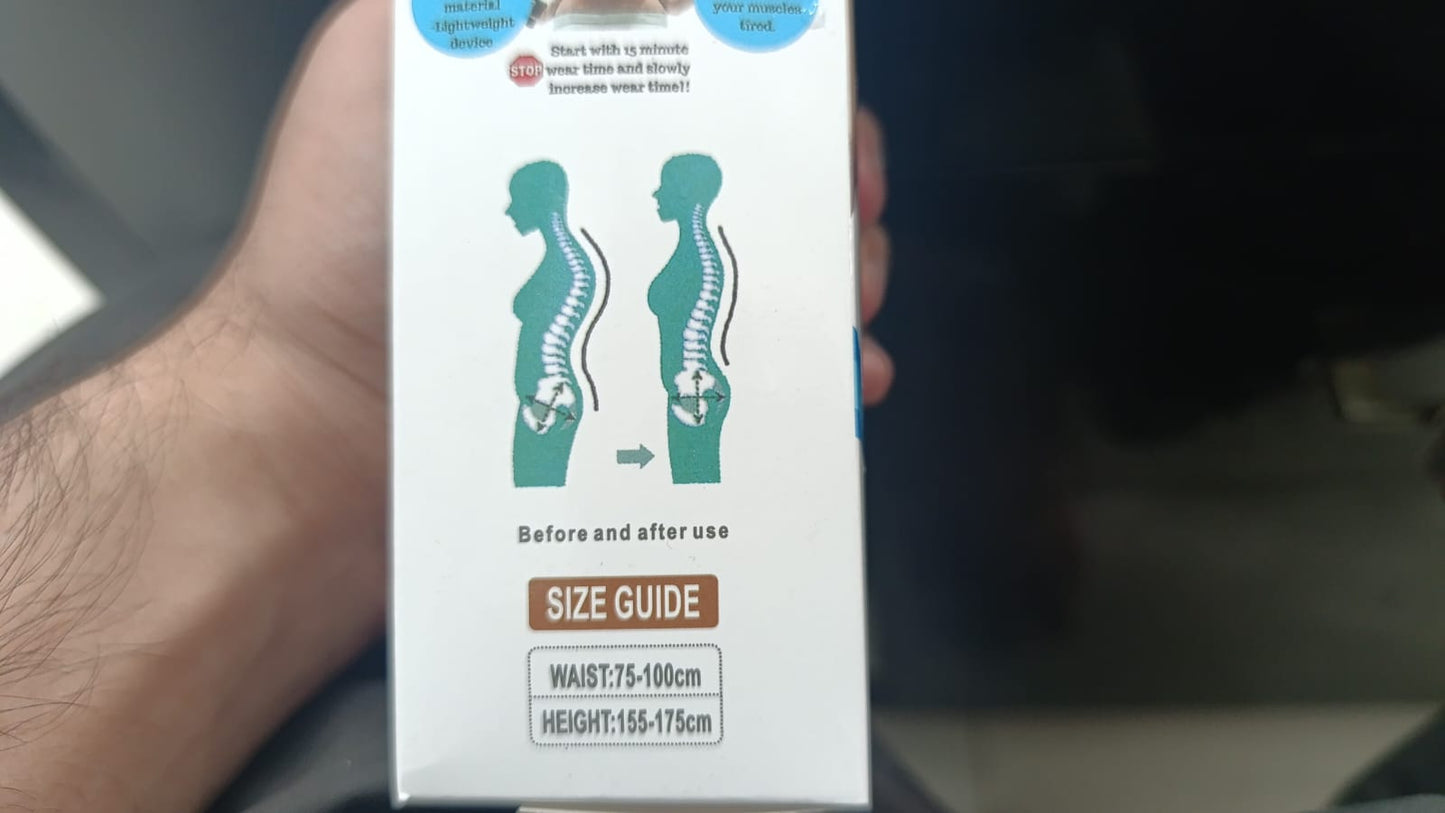 material
Lightweight
device
your muscles
tired.
STOP
Start with 15 minute
wear time and slowly
increase wear time!!
Before and after use
SIZE GUIDE
WAIST:75-100cm
HEIGHT:155-175cm